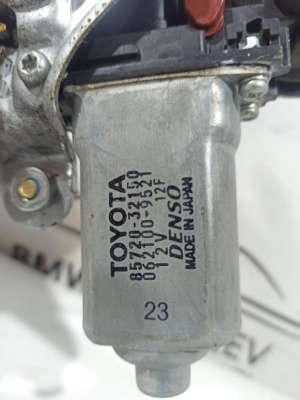 TOYOTA
85720-32150
062100-9521
12V 12F
DENSO
MADE IN JAPAN
23